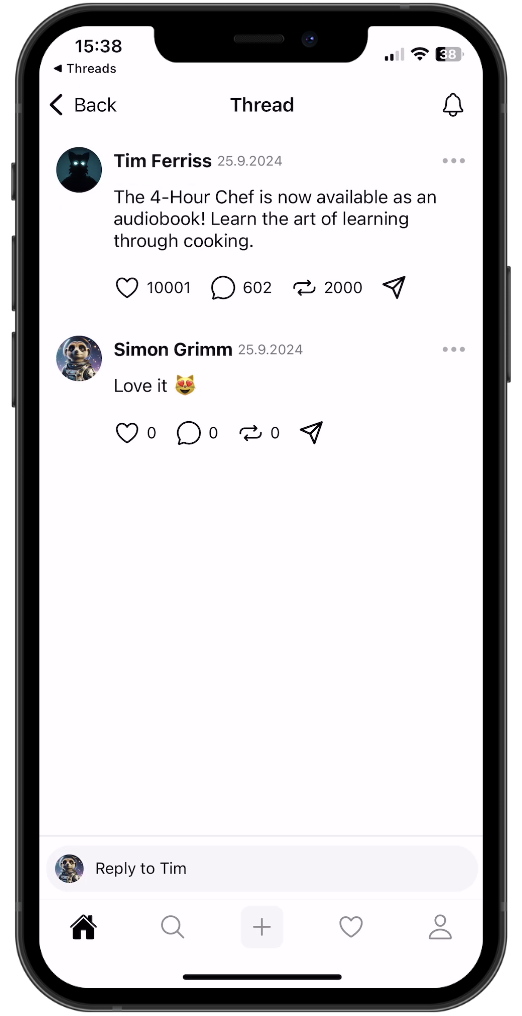 15:38
◄ Threads
38
Back
Thread
Tim Ferriss 25.9.2024
The 4-Hour Chef is now available as an
audiobook! Learn the art of learning
through cooking.
10001 602 2000
Simon Grimm 25.9.2024
Love it 😻
0 0 0
Reply to Tim